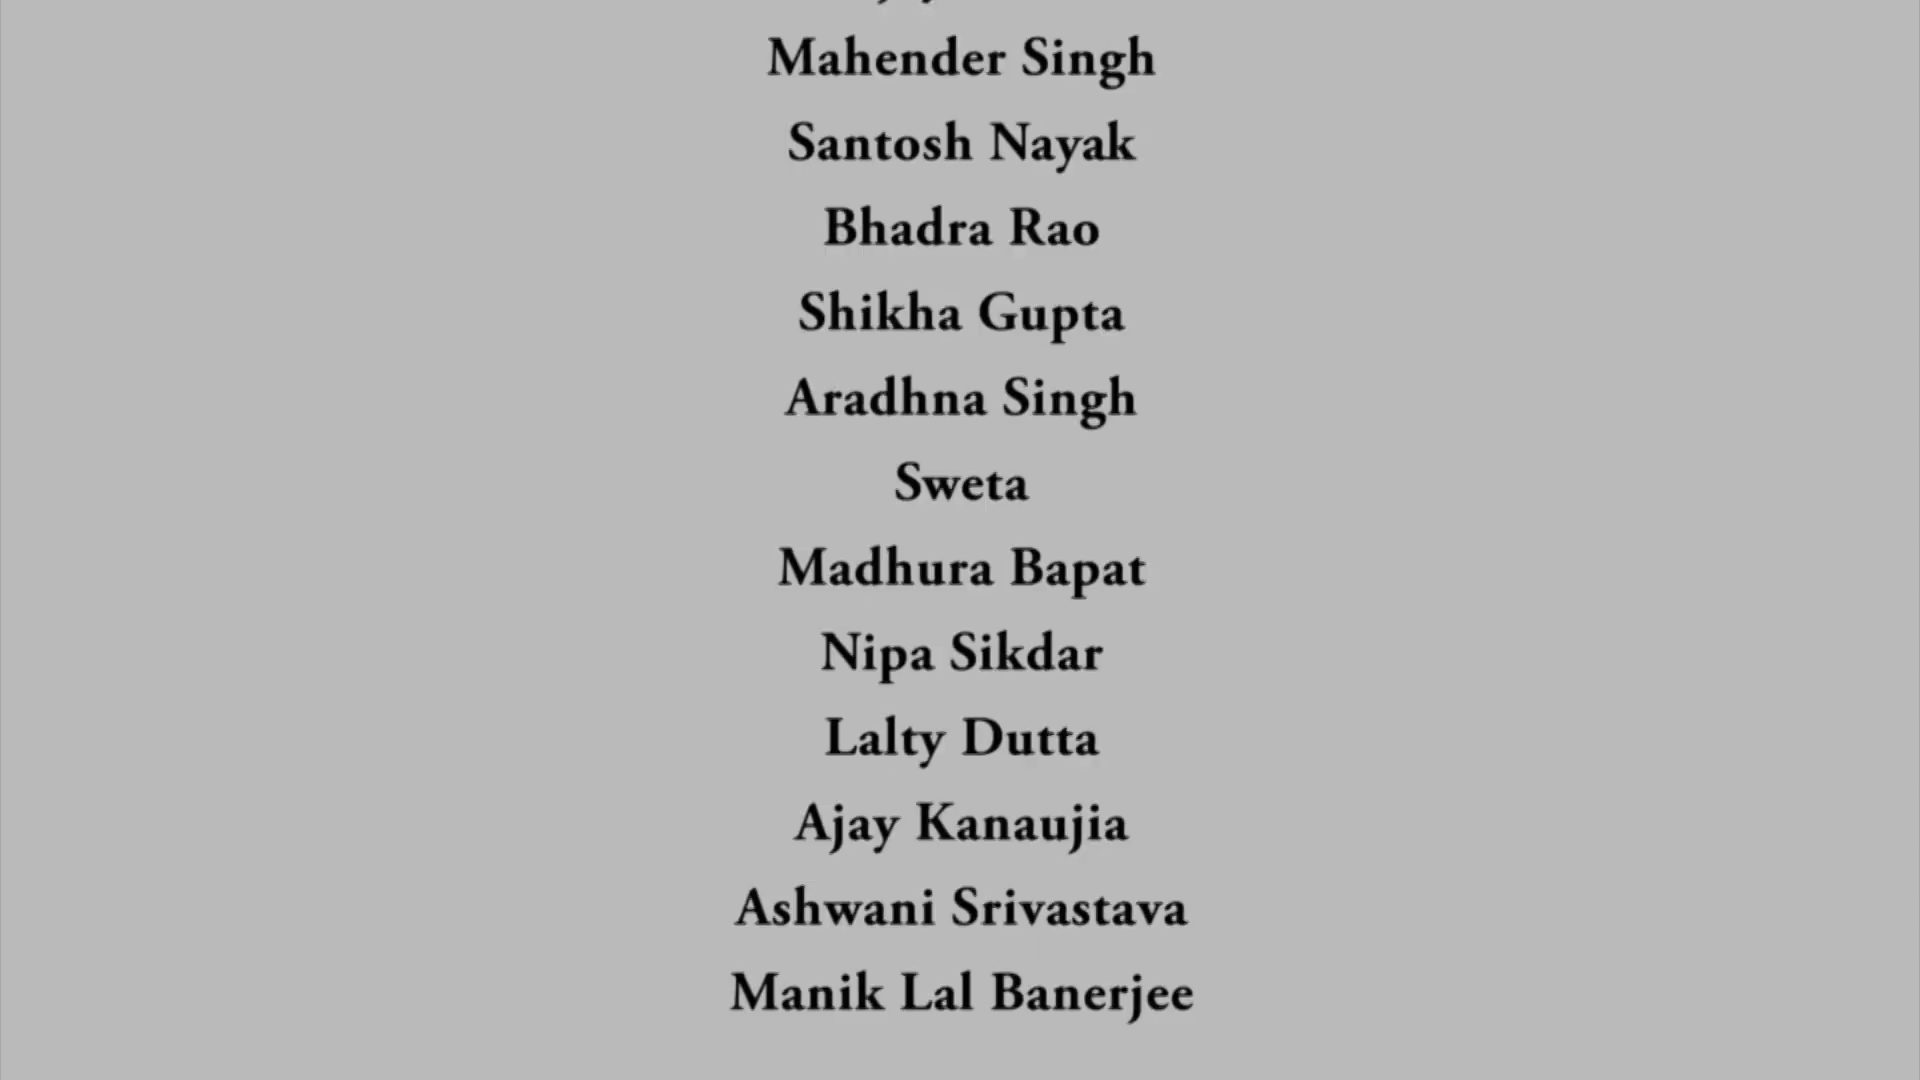 Mahender Singh
Santosh Nayak
Bhadra Rao
Shikha Gupta
Aradhna Singh
Sweta
Madhura Bapat
Nipa Sikdar
Lalty Dutta
Ajay Kanaujia
Ashwani Srivastava
Manik Lal Banerjee